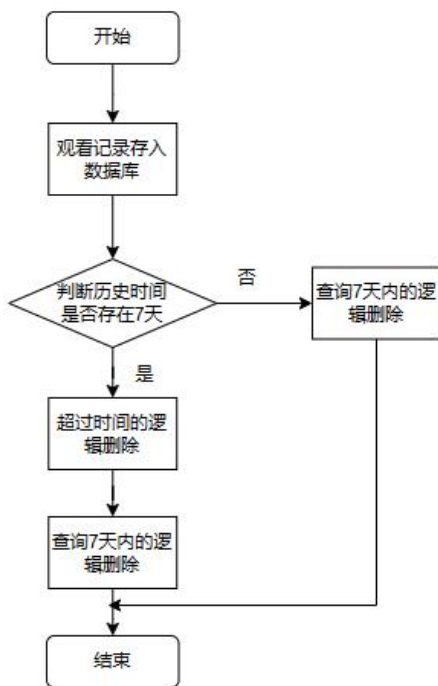 开始
观看记录存入
数据库
判断历史时间
是否存在7天
否
查询7天内的逻
辑删除
是
超过时间的逻
辑删除
查询7天内的逻
辑删除
结束